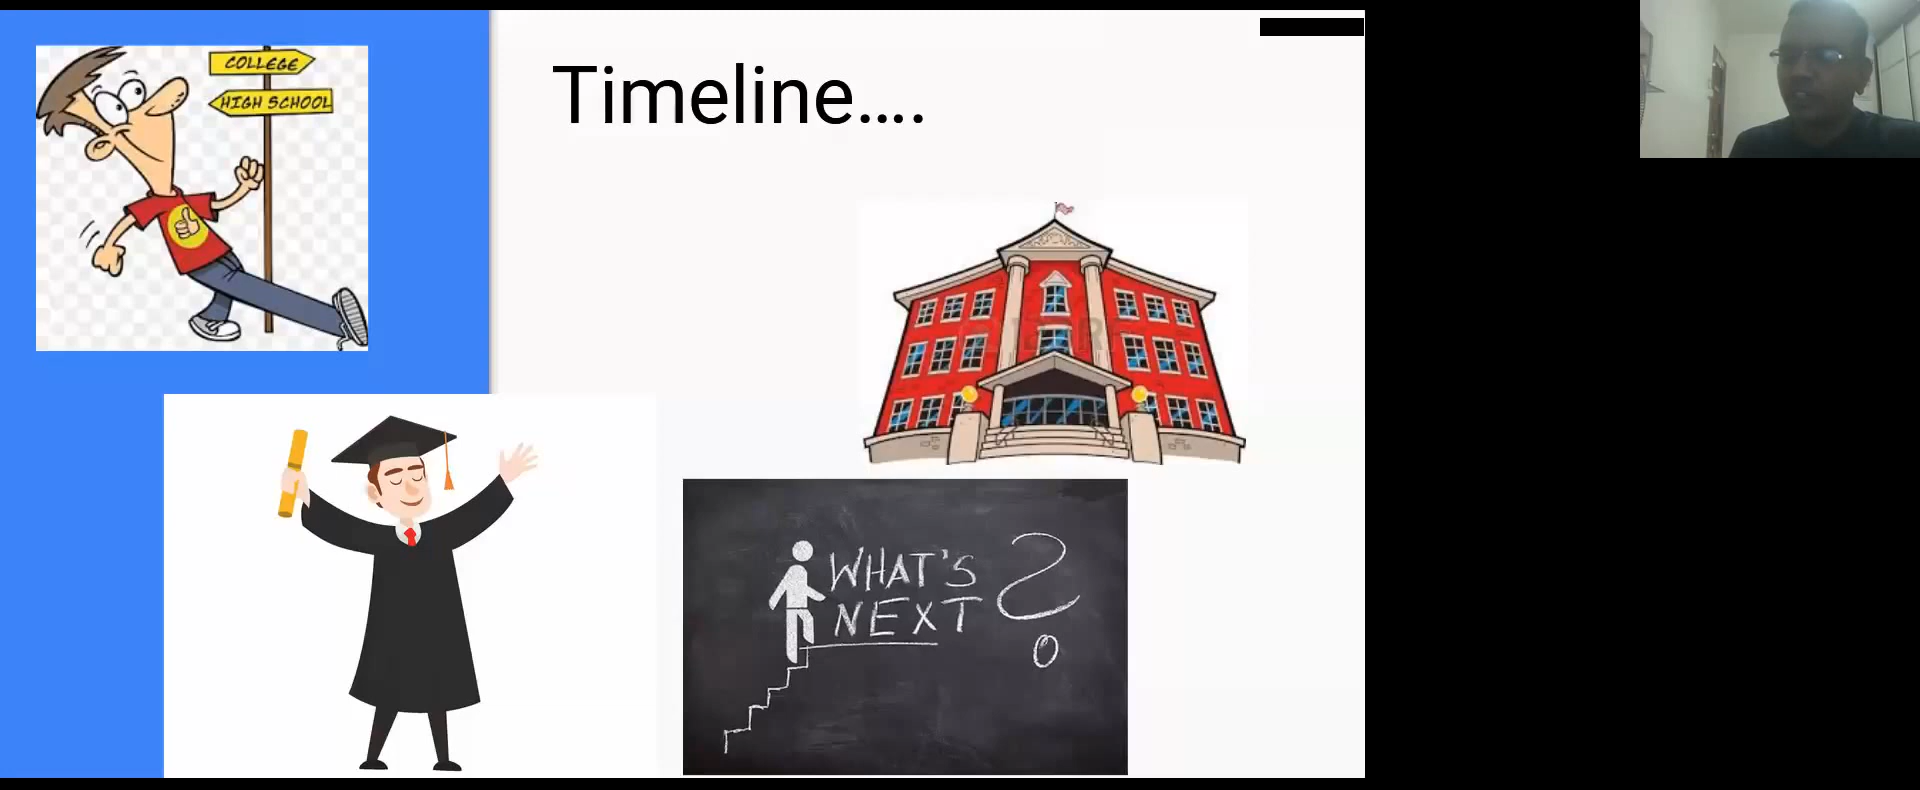 COLLEGE
HIGH SCHOOL
Timeline....
WHAT'S
NEXT ?